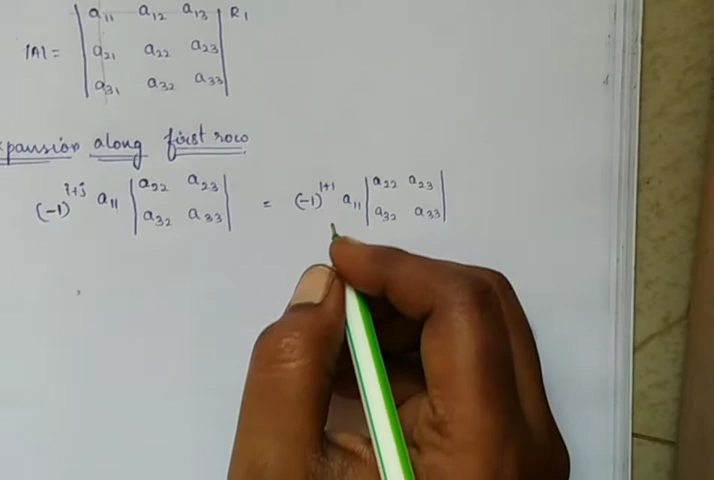 a₁₁ a₁₂ a₁₃ R₁
|A| = a₂₁ a₂₂ a₂₃
a₃₁ a₃₂ a₃₃
xpansion along first row
(-1)^{i+j} a₁₁ |a₂₂ a₂₃| = (-1)^{1+1} a₁₁ |a₂₂ a₂₃|
|a₃₂ a₃₃| |a₃₂ a₃₃|